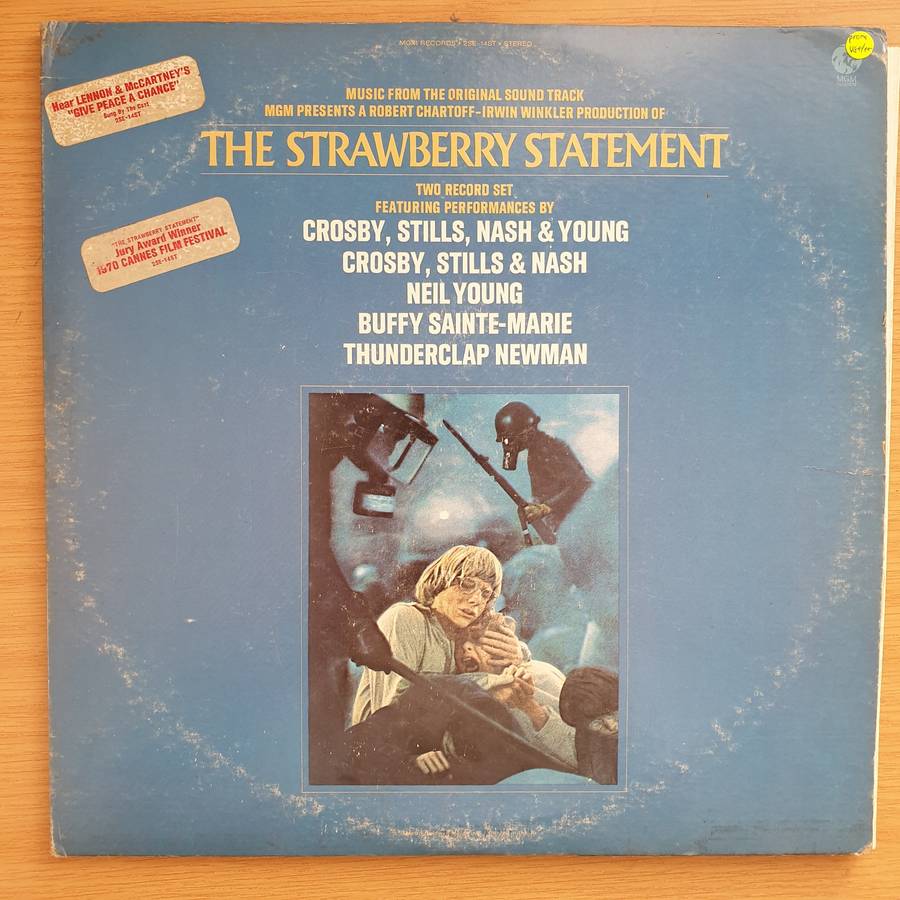 MGM RECORDS • 2SE-14ST • STEREO
MGM
Hear LENNON & McCARTNEY'S
"GIVE PEACE A CHANCE"
Sung By The Cast
2SE-14ST
MUSIC FROM THE ORIGINAL SOUND TRACK
MGM PRESENTS A ROBERT CHARTOFF-IRWIN WINKLER PRODUCTION OF
THE STRAWBERRY STATEMENT
TWO RECORD SET
FEATURING PERFORMANCES BY
CROSBY, STILLS, NASH & YOUNG
CROSBY, STILLS & NASH
NEIL YOUNG
BUFFY SAINTE-MARIE
THUNDERCLAP NEWMAN
"THE STRAWBERRY STATEMENT"
Jury Award Winner
1970 CANNES FILM FESTIVAL
2SE-14ST